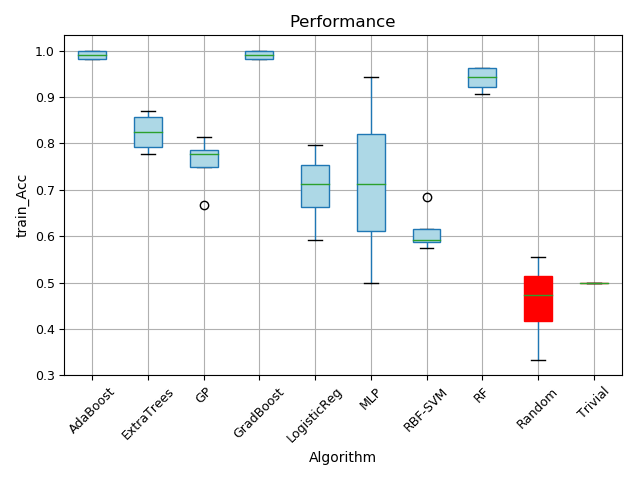 Performance
train_Acc
1.0
0.9
0.8
0.7
0.6
0.5
0.4
0.3
AdaBoost
ExtraTrees
GP
GradBoost
LogisticReg
MLP
RBF-SVM
RF
Random
Trivial
Algorithm